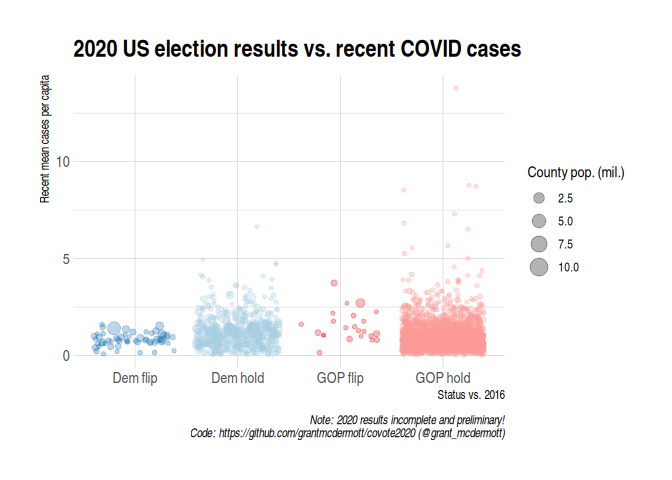 2020 US election results vs. recent COVID cases
Recent mean cases per capita
10
5
0
Dem flip
Dem hold
GOP flip
GOP hold
Status vs. 2016
County pop. (mil.)
2.5
5.0
7.5
10.0
Note: 2020 results incomplete and preliminary!
Code: https://github.com/grantmcdermott/covote2020 (@grant_mcdermott)